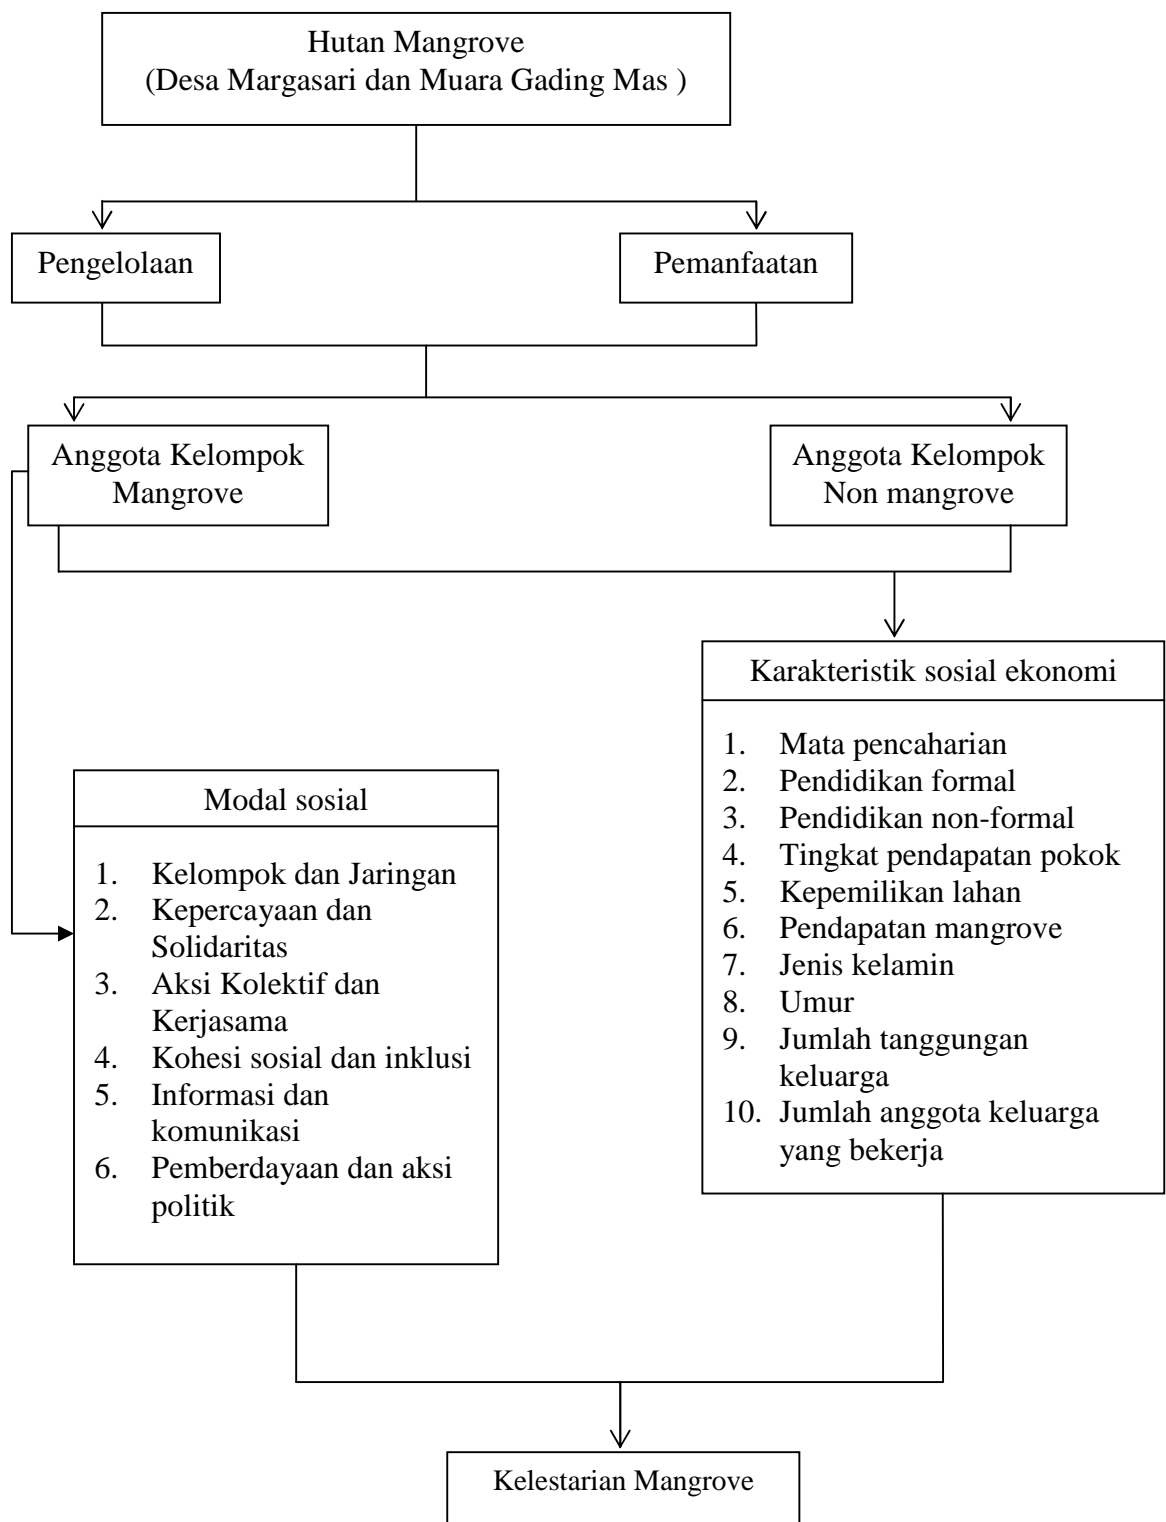 Hutan Mangrove
(Desa Margasari dan Muara Gading Mas )
Pengelolaan
Pemanfaatan
Anggota Kelompok
Mangrove
Anggota Kelompok
Non mangrove
Karakteristik sosial ekonomi
1. Mata pencaharian
2. Pendidikan formal
3. Pendidikan non-formal
4. Tingkat pendapatan pokok
5. Kepemilikan lahan
6. Pendapatan mangrove
7. Jenis kelamin
8. Umur
9. Jumlah tanggungan
keluarga
10. Jumlah anggota keluarga
yang bekerja
Modal sosial
1. Kelompok dan Jaringan
2. Kepercayaan dan
Solidaritas
3. Aksi Kolektif dan
Kerjasama
4. Kohesi sosial dan inklusi
5. Informasi dan
komunikasi
6. Pemberdayaan dan aksi
politik
Kelestarian Mangrove